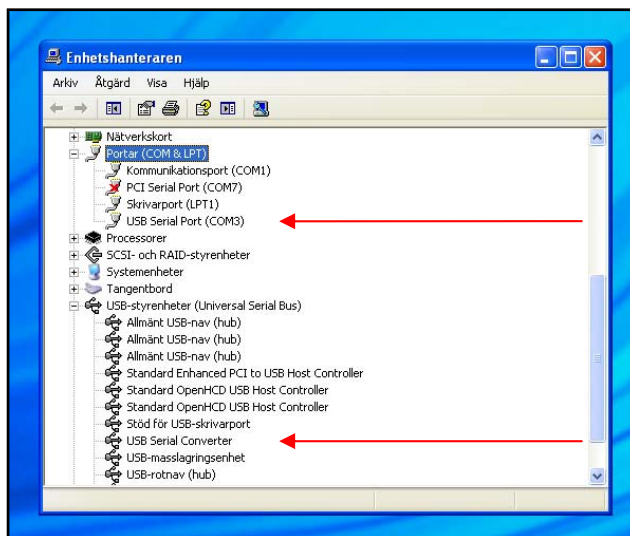 Enhetshanteraren
Arkiv Åtgärd Visa Hjälp
Nätverkskort
Portar (COM & LPT)
Kommunikationsport (COM1)
PCI Serial Port (COM7)
Skrivarport (LPT1)
USB Serial Port (COM3)
Processorer
SCSI- och RAID-styrenheter
Systemenheter
Tangentbord
USB-styrenheter (Universal Serial Bus)
Allmänt USB-nav (hub)
Allmänt USB-nav (hub)
Allmänt USB-nav (hub)
Standard Enhanced PCI to USB Host Controller
Standard OpenHCD USB Host Controller
Standard OpenHCD USB Host Controller
Stöd för USB-skrivarport
USB Serial Converter
USB-masslagringsenhet
USB-rotnav (hub)